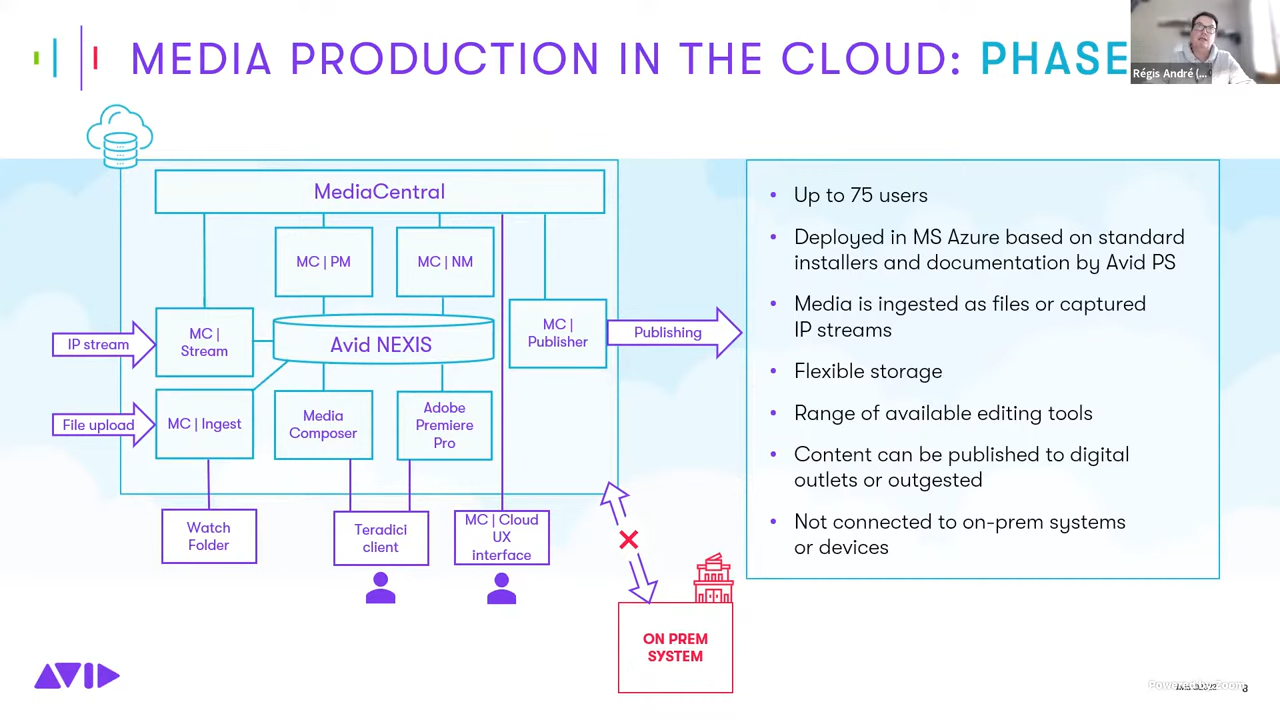 MEDIA PRODUCTION IN THE CLOUD: PHASE
Régis André (...
MediaCentral
MC | PM
MC | NM
IP stream
MC |
Stream
Avid NEXIS
MC |
Publisher
Publishing
File upload
MC | Ingest
Media
Composer
Adobe
Premiere
Pro
Watch
Folder
Teradici
client
MC | Cloud
UX
interface
ON PREM
SYSTEM
• Up to 75 users
• Deployed in MS Azure based on standard
installers and documentation by Avid PS
• Media is ingested as files or captured
IP streams
• Flexible storage
• Range of available editing tools
• Content can be published to digital
outlets or outgested
• Not connected to on-prem systems
or devices
AVID
Powered by Zoom